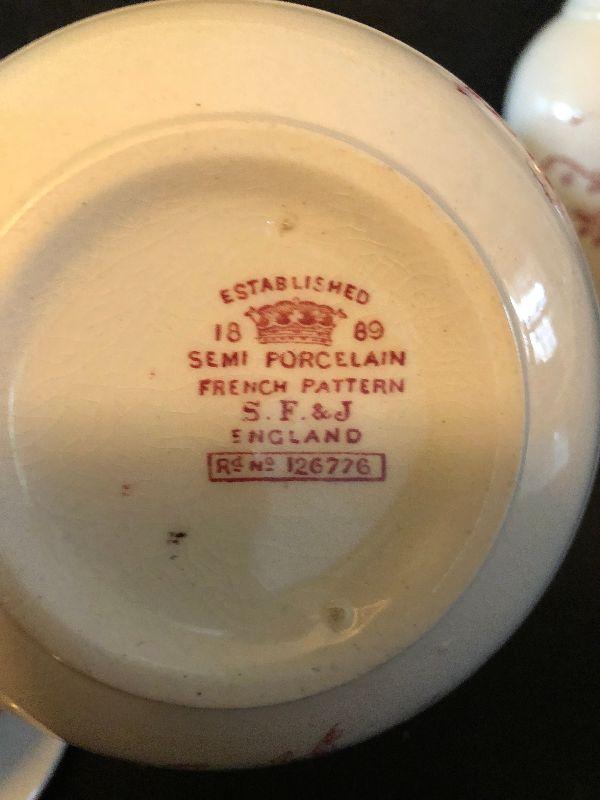 ESTABLISHED
18 89
SEMI PORCELAIN
FRENCH PATTERN
S. F. & J
ENGLAND
Rd No 126776